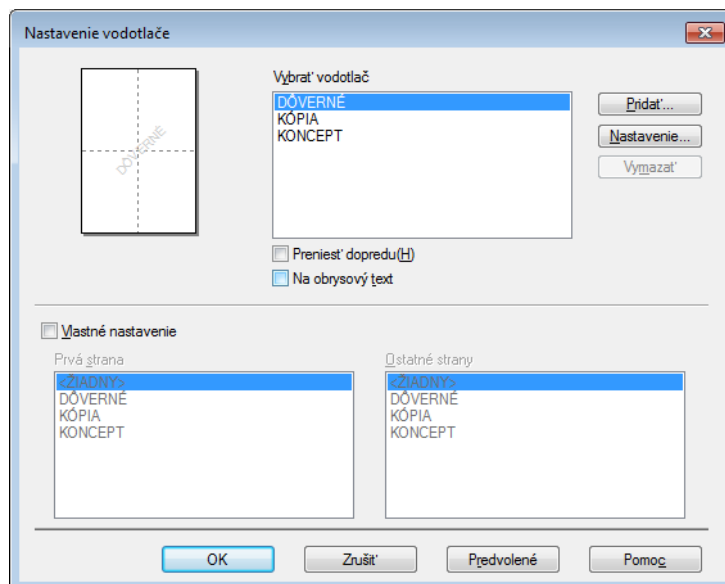 Nastavenie vodotlače
Vybrať vodotlač
DÔVERNÉ
DÔVERNÉ
KÓPIA
KONCEPT
Pridať...
Nastavenie...
Vymazať
Preniesť dopredu(H)
Na obrysový text
Vlastné nastavenie
Prvá strana
<ŽIADNY>
DÔVERNÉ
KÓPIA
KONCEPT
Ostatné strany
<ŽIADNY>
DÔVERNÉ
KÓPIA
KONCEPT
OK
Zrušiť
Predvolené
Pomoc